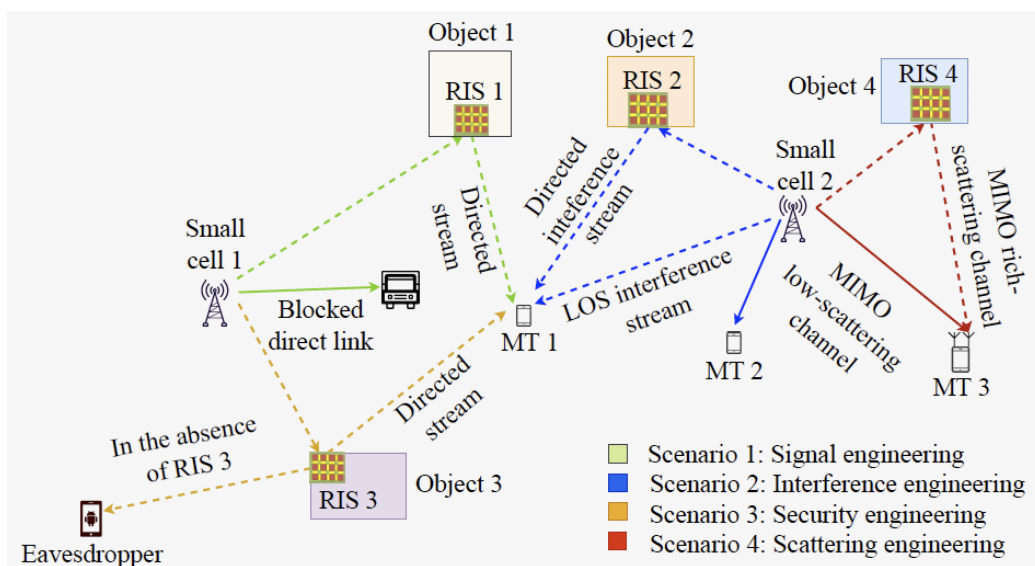 Object 1
RIS 1
Object 2
RIS 2
Object 4
RIS 4
Small
cell 1
Directed
stream
Directed
inteference
stream
Small
cell 2
MIMO rich-
scattering channel
Blocked
direct link
MT 1
LOS interference
stream
MT 2
MIMO
low-scattering
channel
MT 3
In the absence
of RIS 3
Directed
stream
RIS 3
Object 3
Eavesdropper
Scenario 1: Signal engineering
Scenario 2: Interference engineering
Scenario 3: Security engineering
Scenario 4: Scattering engineering